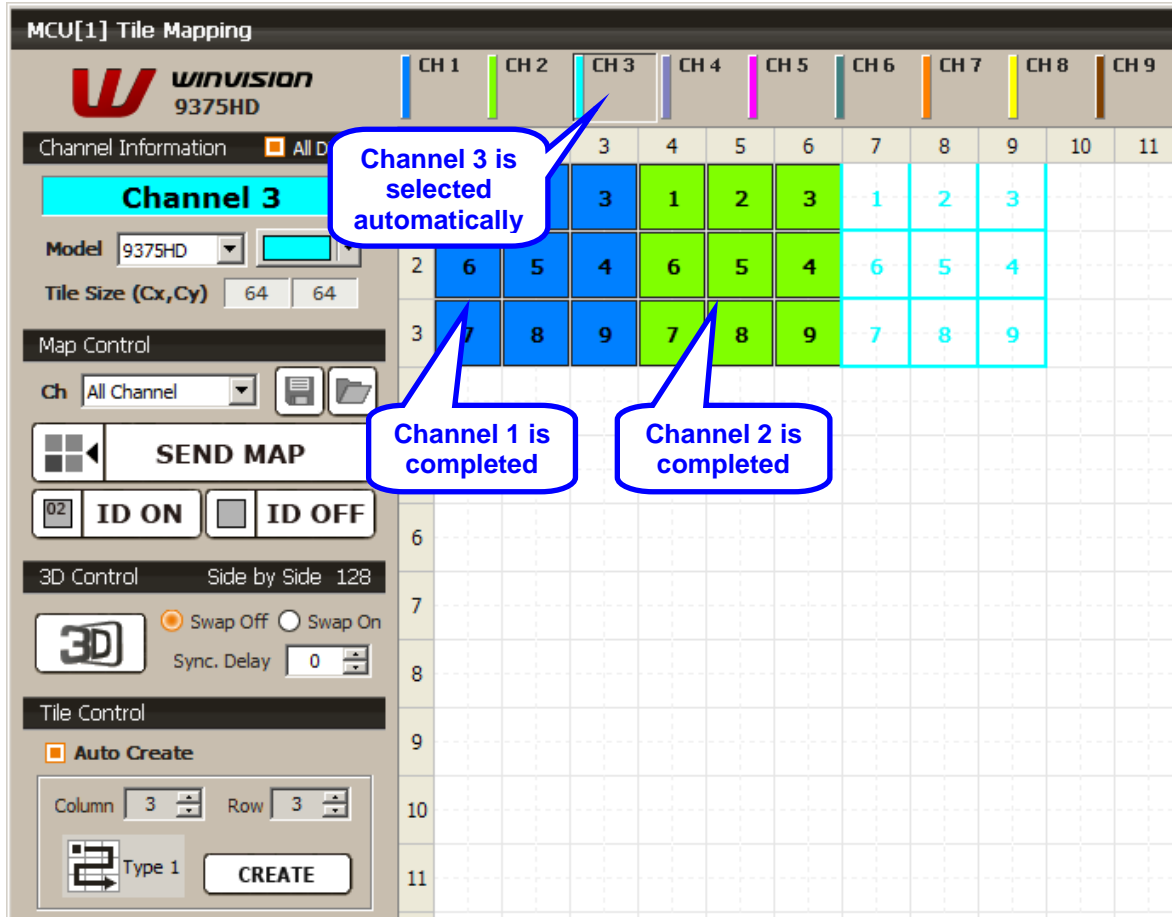 MCU[1] Tile Mapping
WINVISION
9375HD
CH 1 CH 2 CH 3 CH 4 CH 5 CH 6 CH 7 CH 8 CH 9
Channel Information All D
Channel 3 is
selected
automatically
3 4 5 6 7 8 9 10 11
Channel 3
3 1 2 3 1 2 3
Model 9375HD
2 6 5 4 6 5 4 6 5 4
Tile Size (Cx,Cy) 64 64
3 7 8 9 7 8 9 7 8 9
Map Control
Ch All Channel
Channel 1 is
completed
Channel 2 is
completed
SEND MAP
02 ID ON ID OFF
6
3D Control Side by Side 128
7
3D
Swap Off Swap On
Sync. Delay 0
8
Tile Control
9
Auto Create
Column 3 Row 3
10
Type 1 CREATE
11